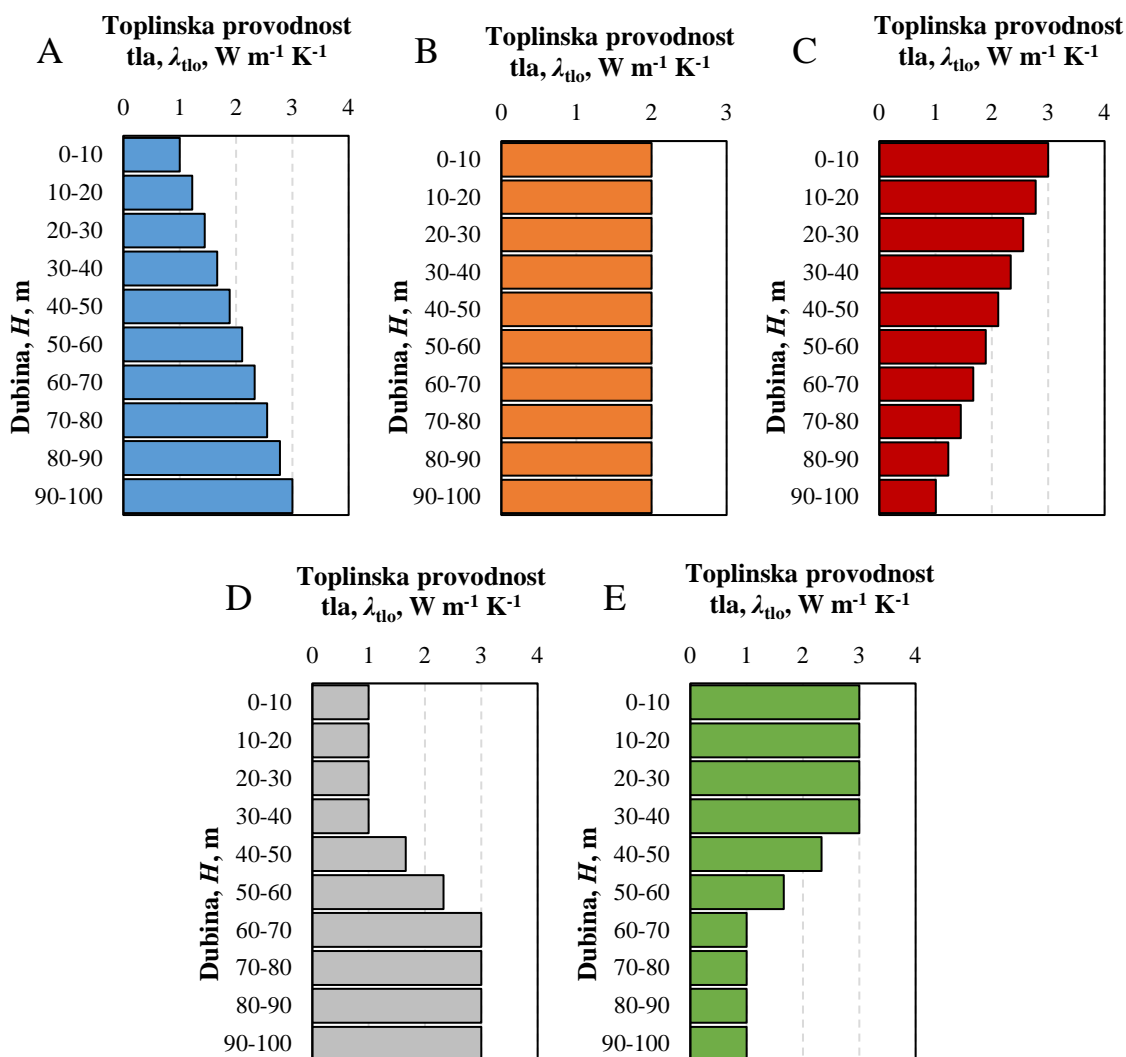 A
Toplinska provodnost
tla, λtlo, W m-1 K-1
0 1 2 3 4
0-10
10-20
20-30
30-40
40-50
50-60
60-70
70-80
80-90
90-100
Dubina, H, m
B
Toplinska provodnost
tla, λtlo, W m-1 K-1
0 1 2 3
0-10
10-20
20-30
30-40
40-50
50-60
60-70
70-80
80-90
90-100
Dubina, H, m
C
Toplinska provodnost
tla, λtlo, W m-1 K-1
0 1 2 3 4
0-10
10-20
20-30
30-40
40-50
50-60
60-70
70-80
80-90
90-100
Dubina, H, m
D
Toplinska provodnost
tla, λtlo, W m-1 K-1
0 1 2 3 4
0-10
10-20
20-30
30-40
40-50
50-60
60-70
70-80
80-90
90-100
Dubina, H, m
E
Toplinska provodnost
tla, λtlo, W m-1 K-1
0 1 2 3 4
0-10
10-20
20-30
30-40
40-50
50-60
60-70
70-80
80-90
90-100
Dubina, H, m